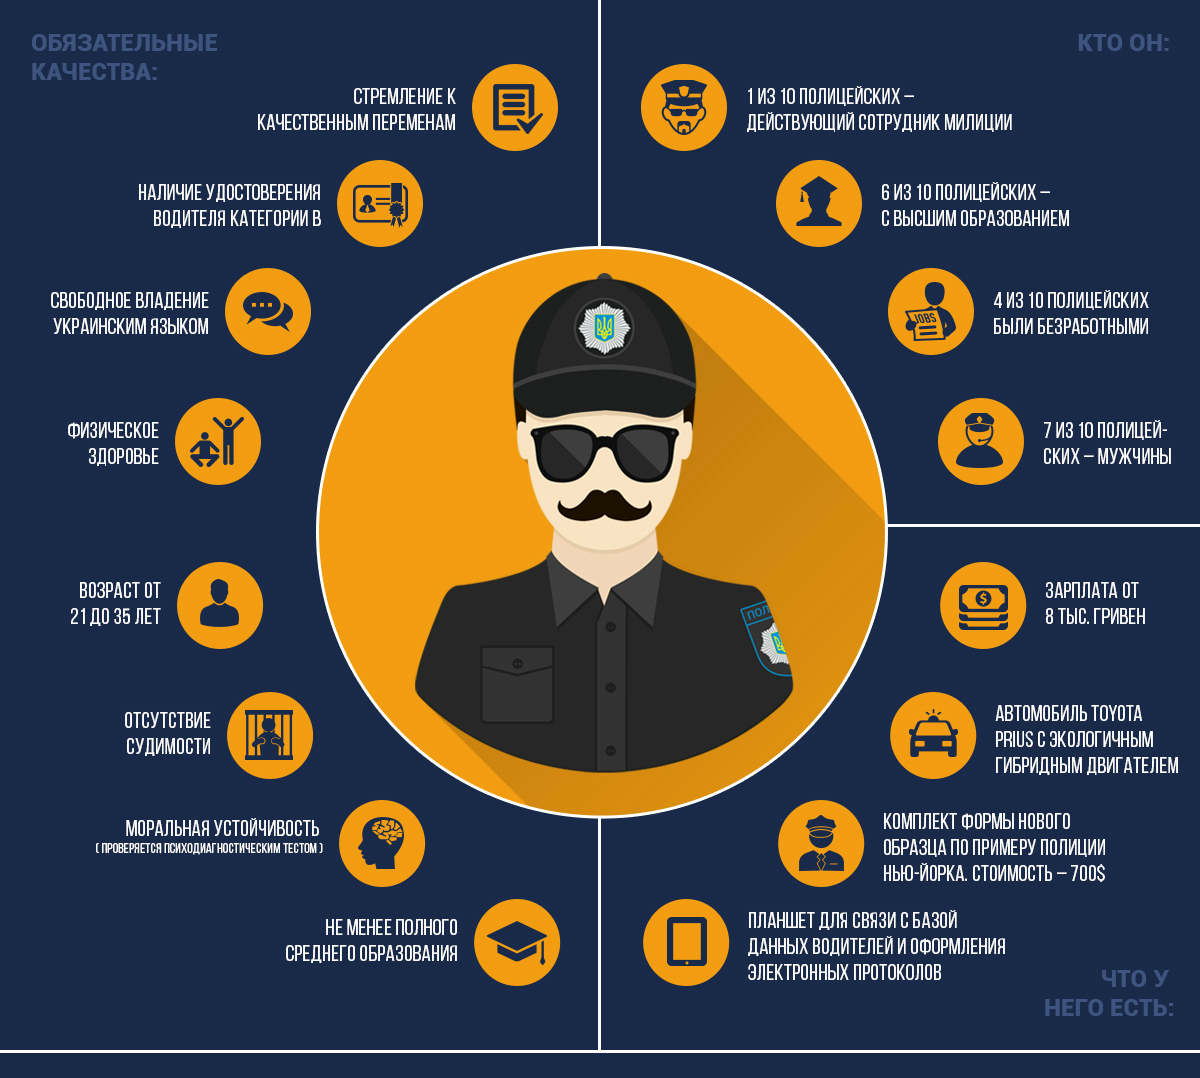 ОБЯЗАТЕЛЬНЫЕ
КАЧЕСТВА:
СТРЕМЛЕНИЕ К
КАЧЕСТВЕННЫМ ПЕРЕМЕНАМ
НАЛИЧИЕ УДОСТОВЕРЕНИЯ
ВОДИТЕЛЯ КАТЕГОРИИ В
СВОБОДНОЕ ВЛАДЕНИЕ
УКРАИНСКИМ ЯЗЫКОМ
ФИЗИЧЕСКОЕ
ЗДОРОВЬЕ
ВОЗРАСТ ОТ
21 ДО 35 ЛЕТ
ОТСУТСТВИЕ
СУДИМОСТИ
МОРАЛЬНАЯ УСТОЙЧИВОСТЬ
( ПРОВЕРЯЕТСЯ ПСИХОДИАГНОСТИЧЕСКИМ ТЕСТОМ )
НЕ МЕНЕЕ ПОЛНОГО
СРЕДНЕГО ОБРАЗОВАНИЯ
КТО ОН:
1 ИЗ 10 ПОЛИЦЕЙСКИХ –
ДЕЙСТВУЮЩИЙ СОТРУДНИК МИЛИЦИИ
6 ИЗ 10 ПОЛИЦЕЙСКИХ –
С ВЫСШИМ ОБРАЗОВАНИЕМ
JOBS
4 ИЗ 10 ПОЛИЦЕЙСКИХ
БЫЛИ БЕЗРАБОТНЫМИ
7 ИЗ 10 ПОЛИЦЕЙ-
СКИХ – МУЖЧИНЫ
ПОЛ
$
ЗАРПЛАТА ОТ
8 ТЫС. ГРИВЕН
АВТОМОБИЛЬ TOYOTA
PRIUS С ЭКОЛОГИЧНЫМ
ГИБРИДНЫМ ДВИГАТЕЛЕМ
КОМПЛЕКТ ФОРМЫ НОВОГО
ОБРАЗЦА ПО ПРИМЕРУ ПОЛИЦИИ
НЬЮ-ЙОРКА. СТОИМОСТЬ – 700$
ПЛАНШЕТ ДЛЯ СВЯЗИ С БАЗОЙ
ДАННЫХ ВОДИТЕЛЕЙ И ОФОРМЛЕНИЯ
ЭЛЕКТРОННЫХ ПРОТОКОЛОВ
ЧТО У
НЕГО ЕСТЬ: